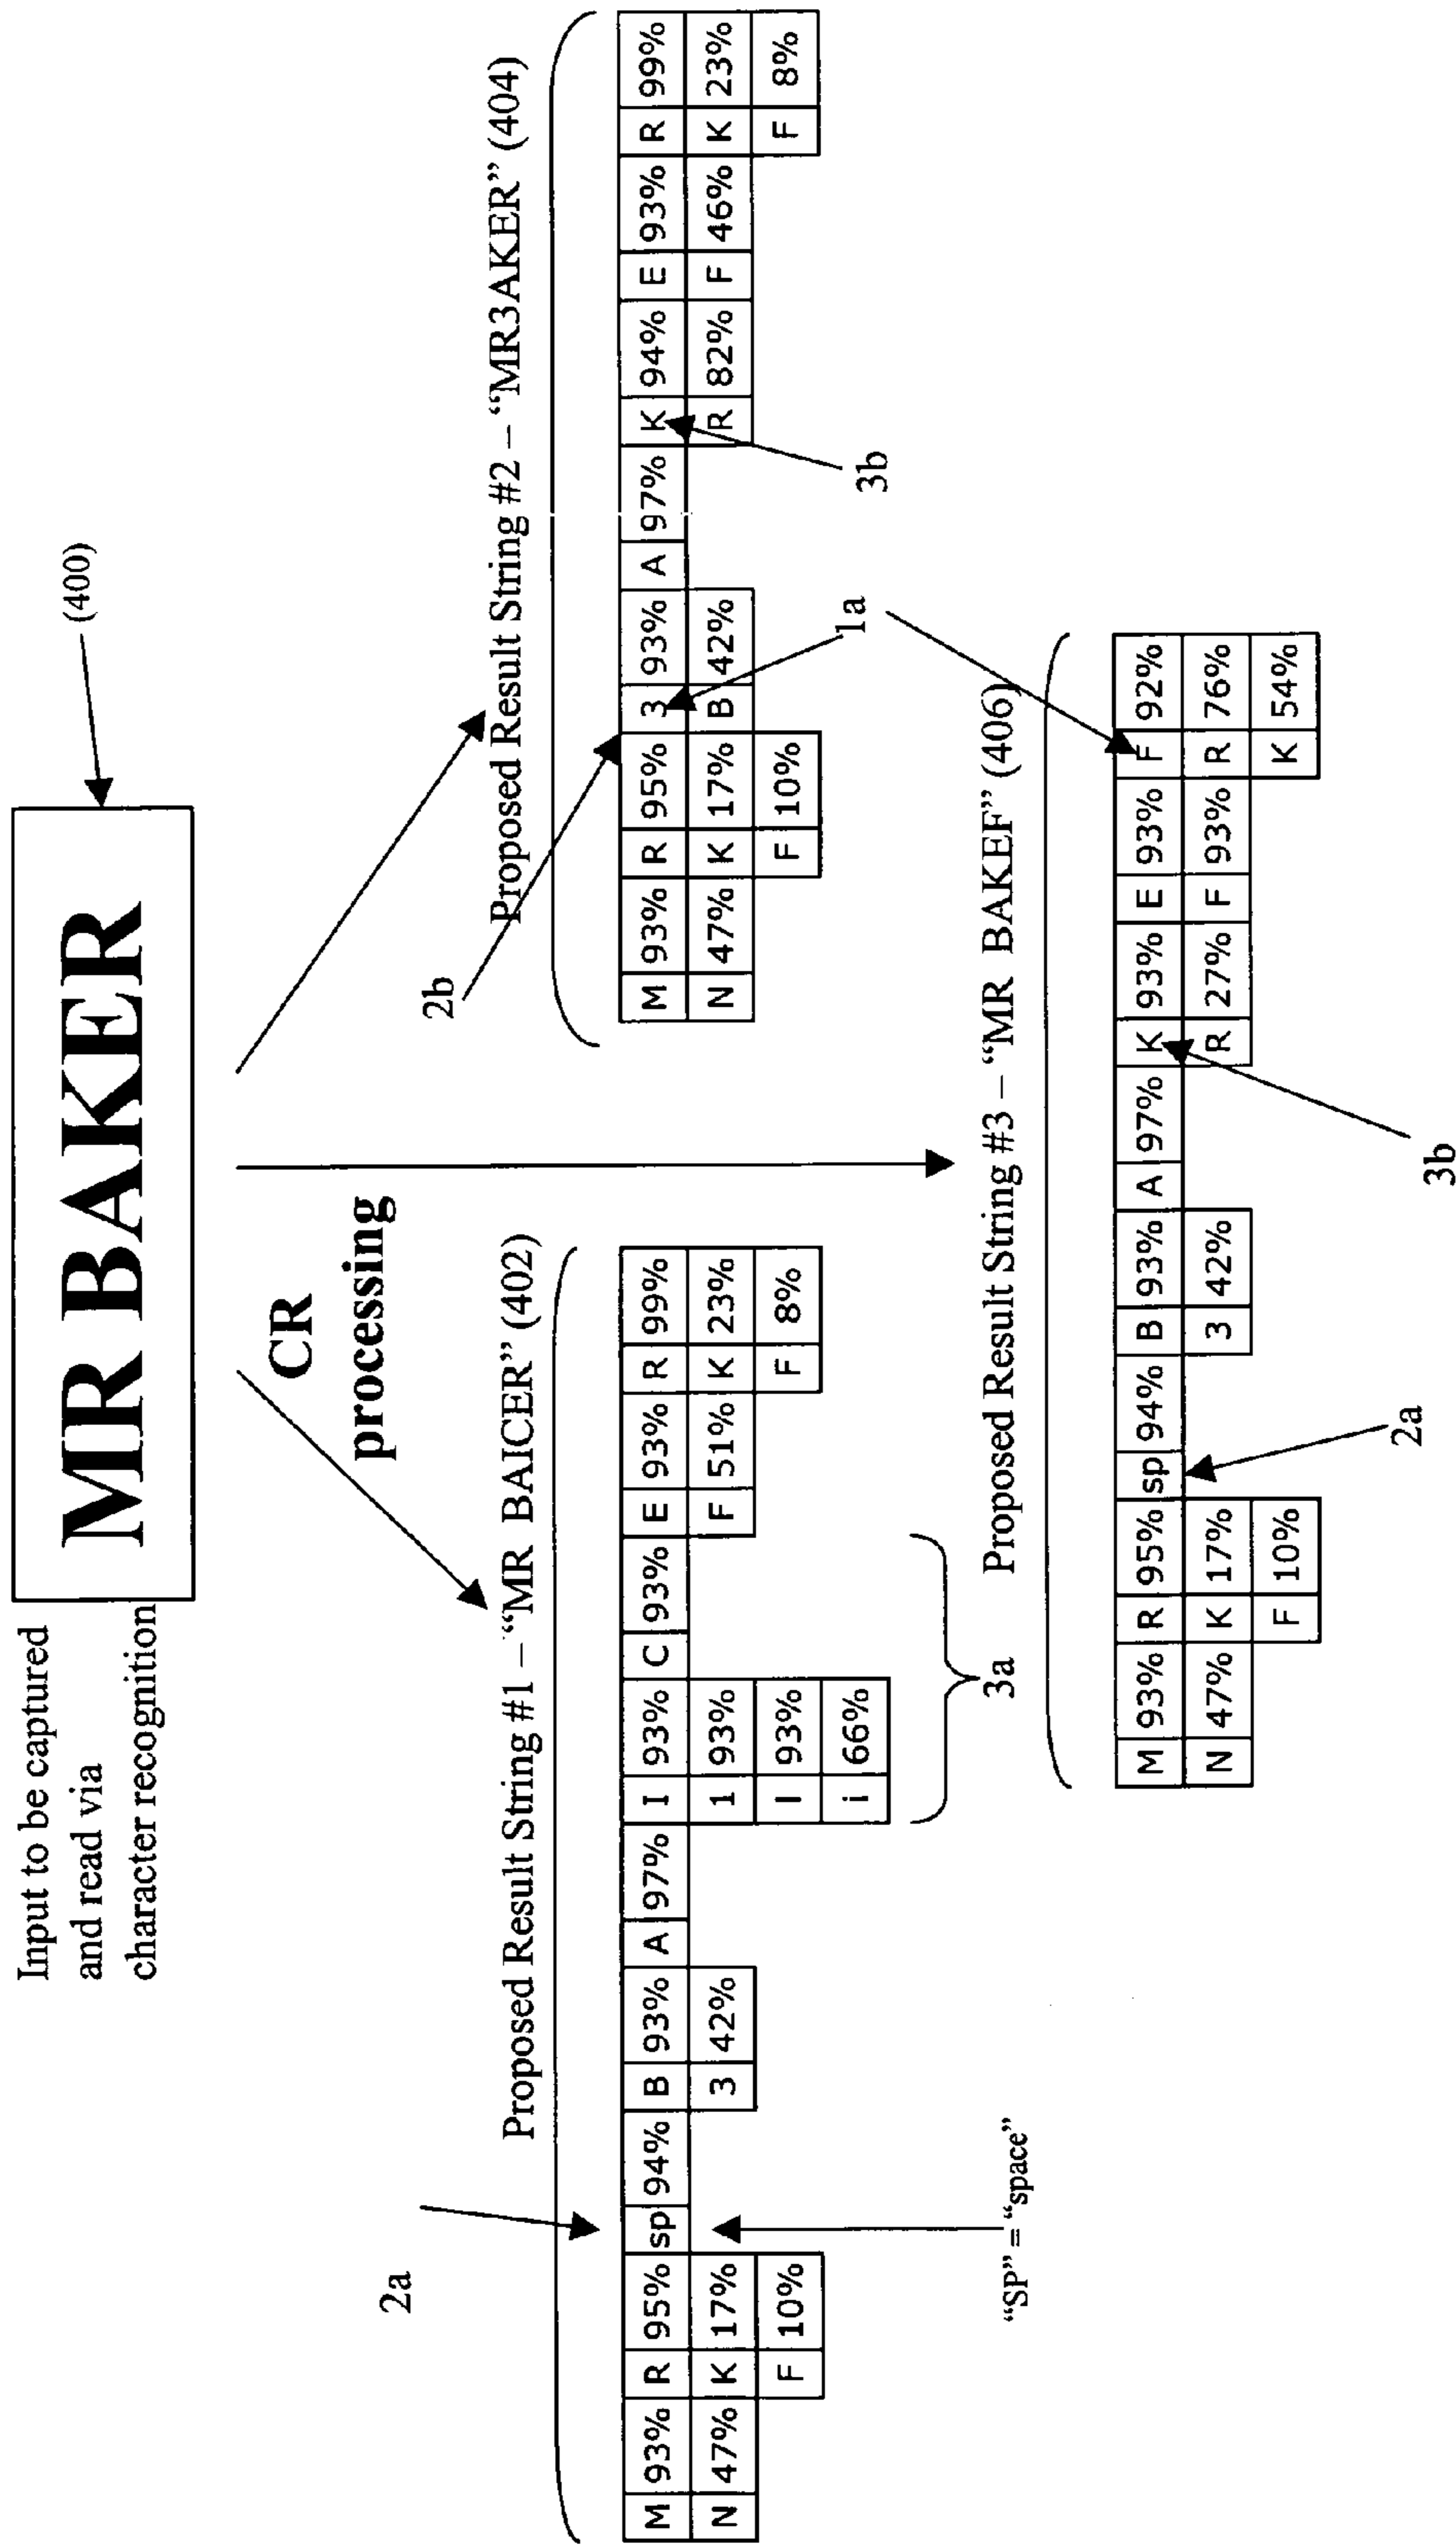 Input to be captured
and read via
character recognition
MR BAKER
(400)
CR
processing
Proposed Result String #1 – “MR BAICER” (402)
2a
M 93% R 95% sp 94% B 93% A 97% I 93% C 93% E 93% R 99%
N 47% K 17% 3 42% 1 93% F 51% K 23%
F 10% l 93% F 8%
i 66%
“SP” = “space”
3a
Proposed Result String #2 – “MR3AKER” (404)
2b
M 93% R 95% 3 93% A 97% K 94% E 93% R 99%
N 47% K 17% B 42% R 82% F 46% K 23%
F 10% F 8%
1a
3b
Proposed Result String #3 – “MR BAKEF” (406)
M 93% R 95% sp 94% B 93% A 97% K 93% E 93% F 92%
N 47% K 17% 3 42% R 27% F 93% R 76%
F 10% K 54%
2a
3b